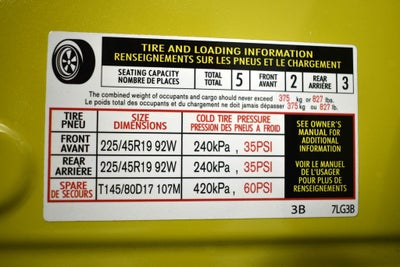 TIRE AND LOADING INFORMATION
RENSEIGNEMENTS SUR LES PNEUS ET LE CHARGEMENT
SEATING CAPACITY TOTAL 5 FRONT 2 REAR 3
NOMBRE DE PLACES TOTAL AVANT ARRIÈRE
The combined weight of occupants and cargo should never exceed 375 kg or 827 lbs.
Le poids total des occupants et du chargement ne doit jamais dépasser 375 kg ou 827 lb.
TIRE SIZE COLD TIRE PRESSURE
PNEU DIMENSIONS PRESSION DES PNEUS A FROID
FRONT AVANT 225/45R19 92W 240kPa , 35PSI
REAR ARRIÈRE 225/45R19 92W 240kPa , 35PSI
SPARE DE SECOURS T145/80D17 107M 420kPa , 60PSI
SEE OWNER'S
MANUAL FOR
ADDITIONAL
INFORMATION
VOIR LE MANUEL
DE L'USAGER
POUR PLUS DE
RENSEIGNEMENTS
3B 7LG3B